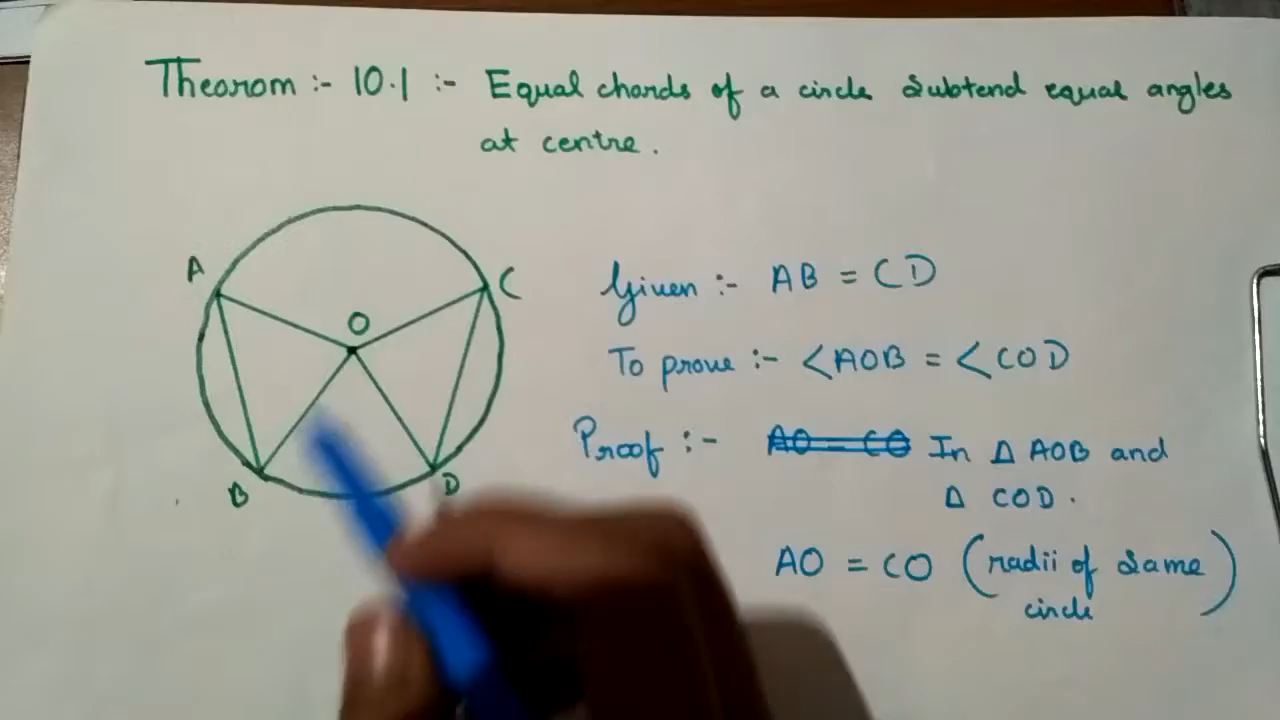 Theorom :- 10.1 :- Equal chords of a circle Subtend equal angles
at centre.
A
C
O
B
D
Given :- AB = CD
To prove :- <AOB = <COD
Proof :- AO = CO In Δ AOB and
Δ COD.
AO = CO (radii of same
circle)